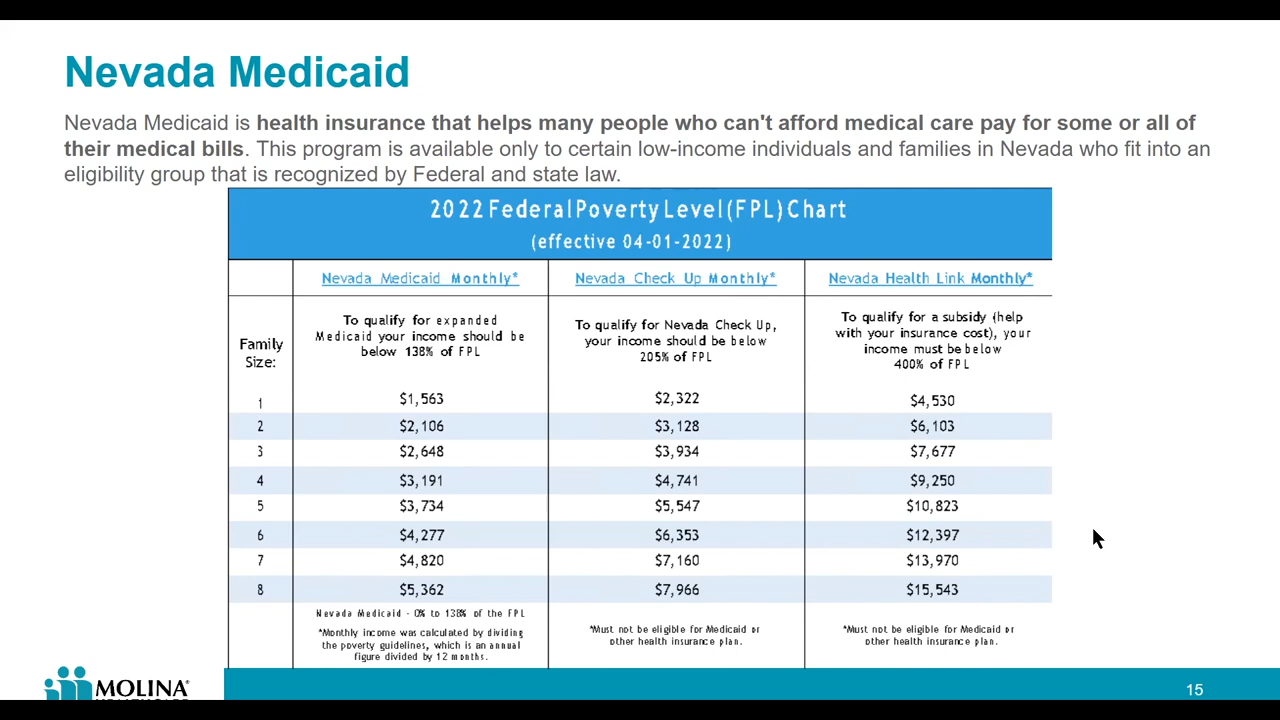 Nevada Medicaid
Nevada Medicaid is health insurance that helps many people who can't afford medical care pay for some or all of
their medical bills. This program is available only to certain low-income individuals and families in Nevada who fit into an
eligibility group that is recognized by Federal and state law.
2022 Federal Poverty Level (FPL) Chart
(effective 04-01-2022)
Nevada Medicaid Monthly* Nevada Check Up Monthly* Nevada Health Link Monthly*
Family
Size:
To qualify for expanded
Medicaid your income should be
below 138% of FPL
To qualify for Nevada Check Up,
your income should be below
205% of FPL
To qualify for a subsidy (help
with your insurance cost), your
income must be below
400% of FPL
1 $1,563 $2,322 $4,530
2 $2,106 $3,128 $6,103
3 $2,648 $3,934 $7,677
4 $3,191 $4,741 $9,250
5 $3,734 $5,547 $10,823
6 $4,277 $6,353 $12,397
7 $4,820 $7,160 $13,970
8 $5,362 $7,966 $15,543
Nevada Medicaid - 0% to 138% of the FPL
*Monthly income was calculated by dividing
the poverty guidelines, which is an annual
figure divided by 12 months.
*Must not be eligible for Medicaid or
other health insurance plan.
*Must not be eligible for Medicaid or
other health insurance plan.
MOLINA
15